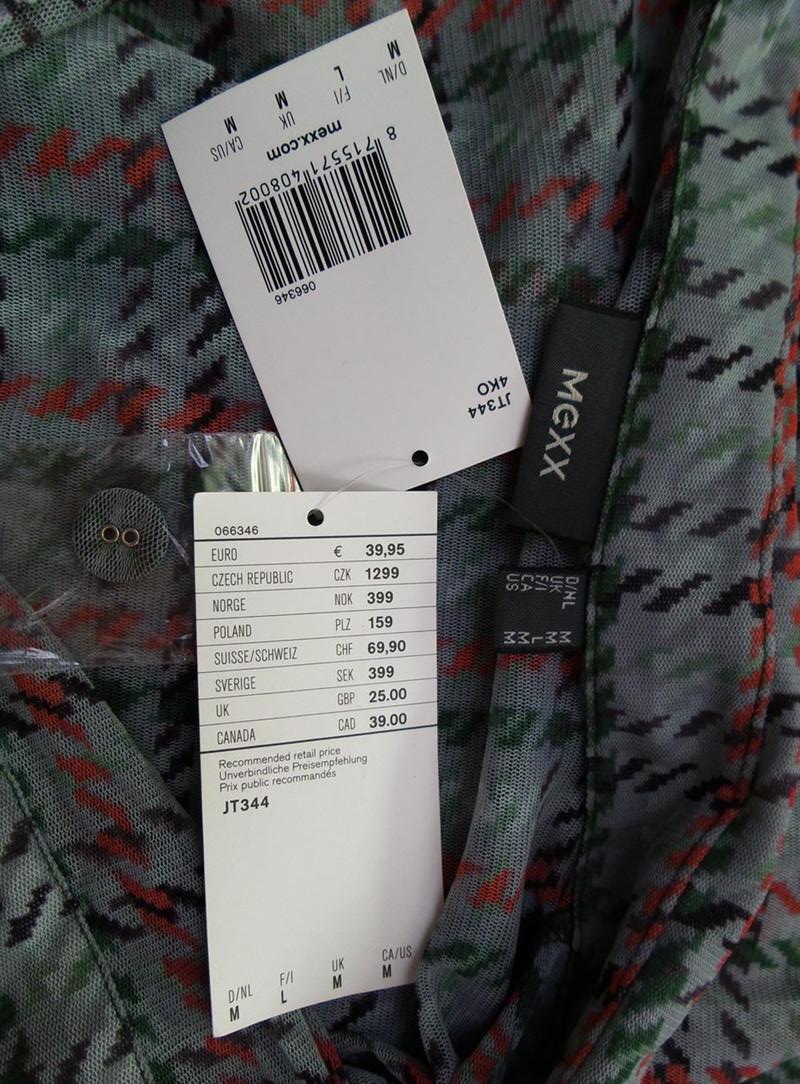 D/NL F/I UK CA/US
M L M M
mexx.com
8 715571 408002
066346
JT344
4KO
MEXX
D/NL M
UK M
F/I L
CA M
US M
066346
EURO € 39,95
CZECH REPUBLIC CZK 1299
NORGE NOK 399
POLAND PLZ 159
SUISSE/SCHWEIZ CHF 69,90
SVERIGE SEK 399
UK GBP 25.00
CANADA CAD 39.00
Recommended retail price
Unverbindliche Preisempfehlung
Prix public recommandés
JT344
D/NL F/I UK CA/US
M L M M